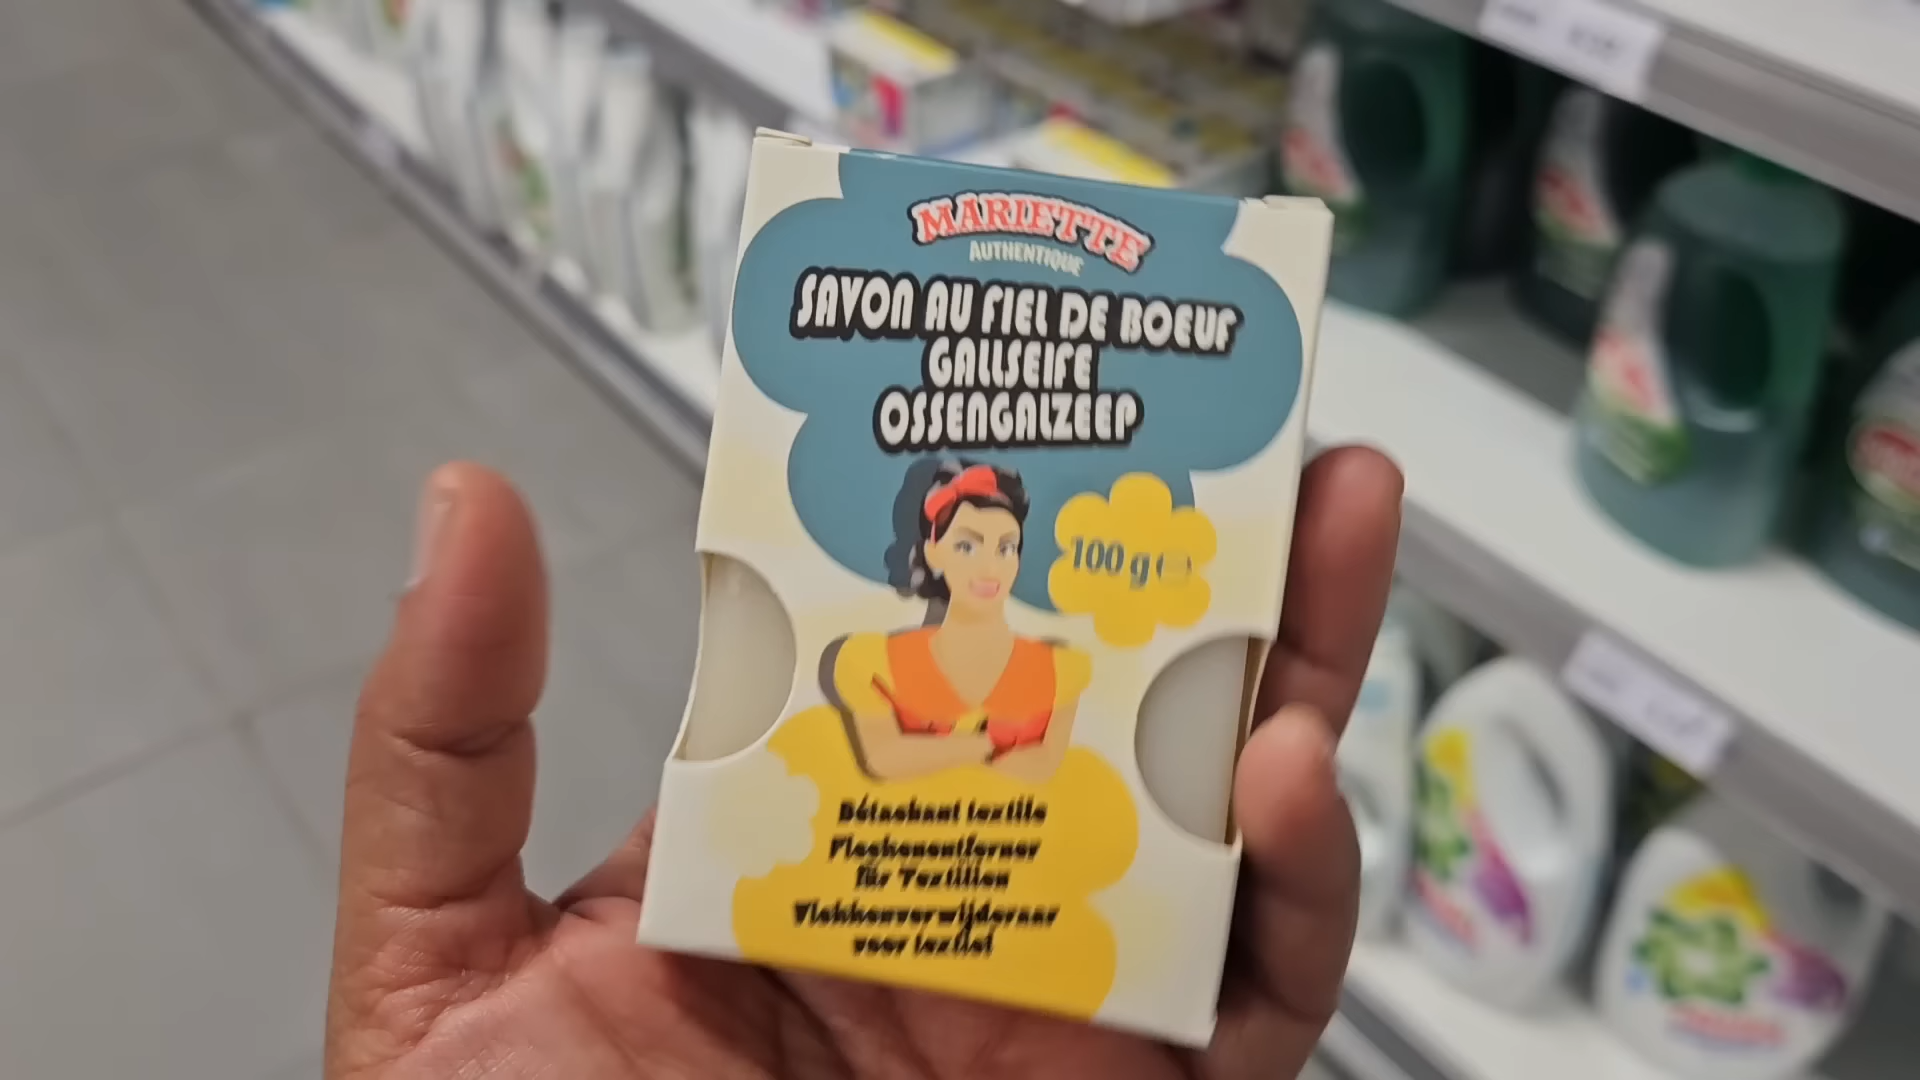 MARIETTE
AUTHENTIQUE
SAVON AU FIEL DE BOEUF
GALLSEIFE
OSSENGALZEEP
100 g
Détachant textile
Fleckenentferner
für Textilien
Vlekkenverwijderaar
voor textiel